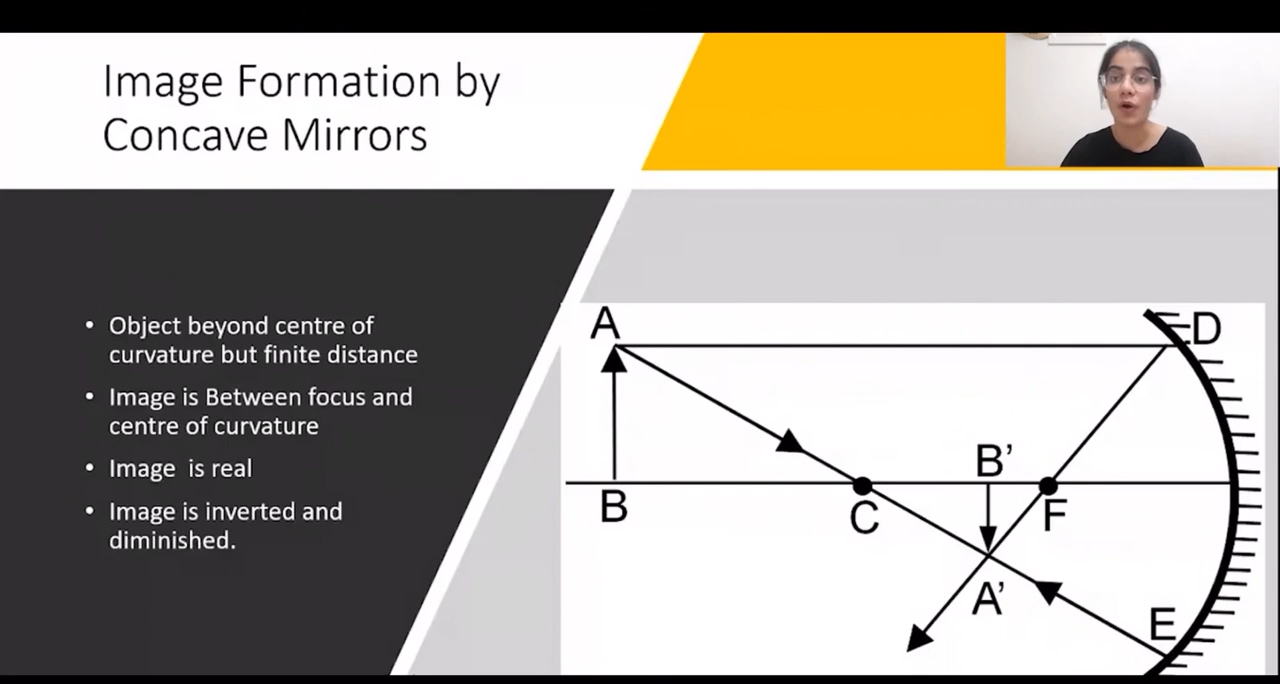 Image Formation by
Concave Mirrors
• Object beyond centre of
curvature but finite distance
• Image is Between focus and
centre of curvature
• Image is real
• Image is inverted and
diminished.
A
D
B'
B
C
F
A'
E